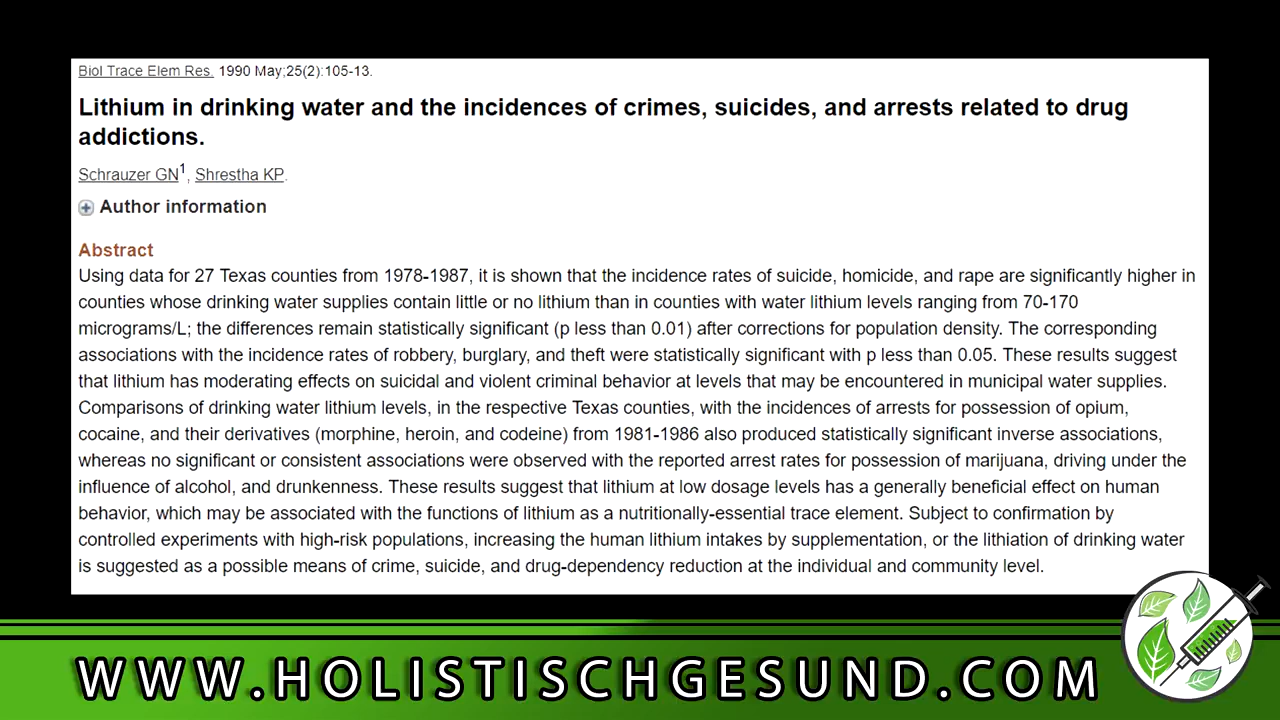 Biol Trace Elem Res. 1990 May;25(2):105-13.
Lithium in drinking water and the incidences of crimes, suicides, and arrests related to drug
addictions.
Schrauzer GN1, Shrestha KP.
Author information
Abstract
Using data for 27 Texas counties from 1978-1987, it is shown that the incidence rates of suicide, homicide, and rape are significantly higher in
counties whose drinking water supplies contain little or no lithium than in counties with water lithium levels ranging from 70-170
micrograms/L; the differences remain statistically significant (p less than 0.01) after corrections for population density. The corresponding
associations with the incidence rates of robbery, burglary, and theft were statistically significant with p less than 0.05. These results suggest
that lithium has moderating effects on suicidal and violent criminal behavior at levels that may be encountered in municipal water supplies.
Comparisons of drinking water lithium levels, in the respective Texas counties, with the incidences of arrests for possession of opium,
cocaine, and their derivatives (morphine, heroin, and codeine) from 1981-1986 also produced statistically significant inverse associations,
whereas no significant or consistent associations were observed with the reported arrest rates for possession of marijuana, driving under the
influence of alcohol, and drunkenness. These results suggest that lithium at low dosage levels has a generally beneficial effect on human
behavior, which may be associated with the functions of lithium as a nutritionally-essential trace element. Subject to confirmation by
controlled experiments with high-risk populations, increasing the human lithium intakes by supplementation, or the lithiation of drinking water
is suggested as a possible means of crime, suicide, and drug-dependency reduction at the individual and community level.
WWW.HOLISTISCHGESUND.COM